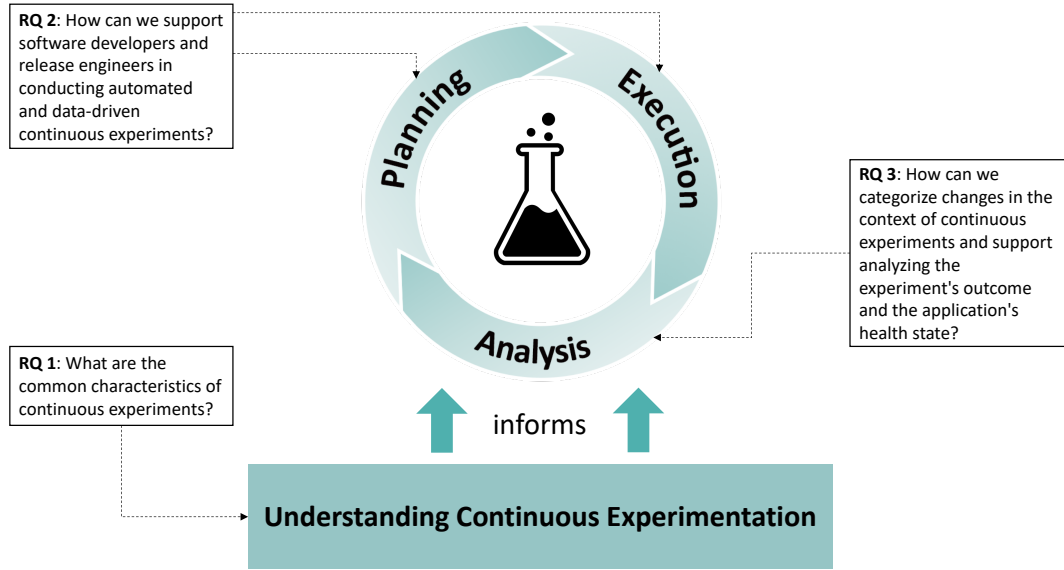 RQ 2: How can we support
software developers and
release engineers in
conducting automated
and data-driven
continuous experiments?
Planning
Execution
Analysis
RQ 3: How can we
categorize changes in the
context of continuous
experiments and support
analyzing the
experiment's outcome
and the application's
health state?
RQ 1: What are the
common characteristics of
continuous experiments?
informs
Understanding Continuous Experimentation